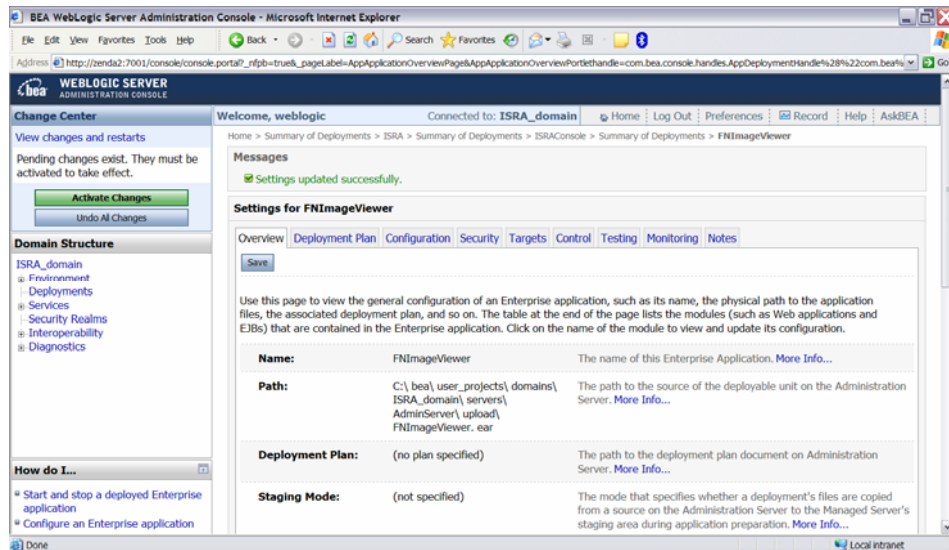 BEA WebLogic Server Administration Console - Microsoft Internet Explorer
File Edit View Favorites Tools Help
Back Search Favorites
Address http://zenda2:7001/console/console.portal?_nfpb=true&_pageLabel=AppApplicationOverviewPage&AppApplicationOverviewPortlethandle=com.bea.console.handles.AppDeploymentHandle%28%22com.bea% Go
bea WEBLOGIC SERVER
ADMINISTRATION CONSOLE
Change Center
View changes and restarts
Pending changes exist. They must be
activated to take effect.
Activate Changes
Undo All Changes
Domain Structure
ISRA_domain
Environment
Deployments
Services
Security Realms
Interoperability
Diagnostics
How do I...
Start and stop a deployed Enterprise
application
Configure an Enterprise application
Welcome, weblogic Connected to: ISRA_domain Home Log Out Preferences Record Help AskBEA
Home > Summary of Deployments > ISRA > Summary of Deployments > ISRAConsole > Summary of Deployments > FNImageViewer
Messages
Settings updated successfully.
Settings for FNImageViewer
Overview Deployment Plan Configuration Security Targets Control Testing Monitoring Notes
Save
Use this page to view the general configuration of an Enterprise application, such as its name, the physical path to the application
files, the associated deployment plan, and so on. The table at the end of the page lists the modules (such as Web applications and
EJBs) that are contained in the Enterprise application. Click on the name of the module to view and update its configuration.
Name: FNImageViewer The name of this Enterprise Application. More Info...
Path: C:\ bea\ user_projects\ domains\ The path to the source of the deployable unit on the Administration
ISRA_domain\ servers\ Server. More Info...
AdminServer\ upload\
FNImageViewer. ear
Deployment Plan: (no plan specified) The path to the deployment plan document on Administration
Server. More Info...
Staging Mode: (not specified) The mode that specifies whether a deployment's files are copied
from a source on the Administration Server to the Managed Server's
staging area during application preparation. More Info...
Done Local intranet